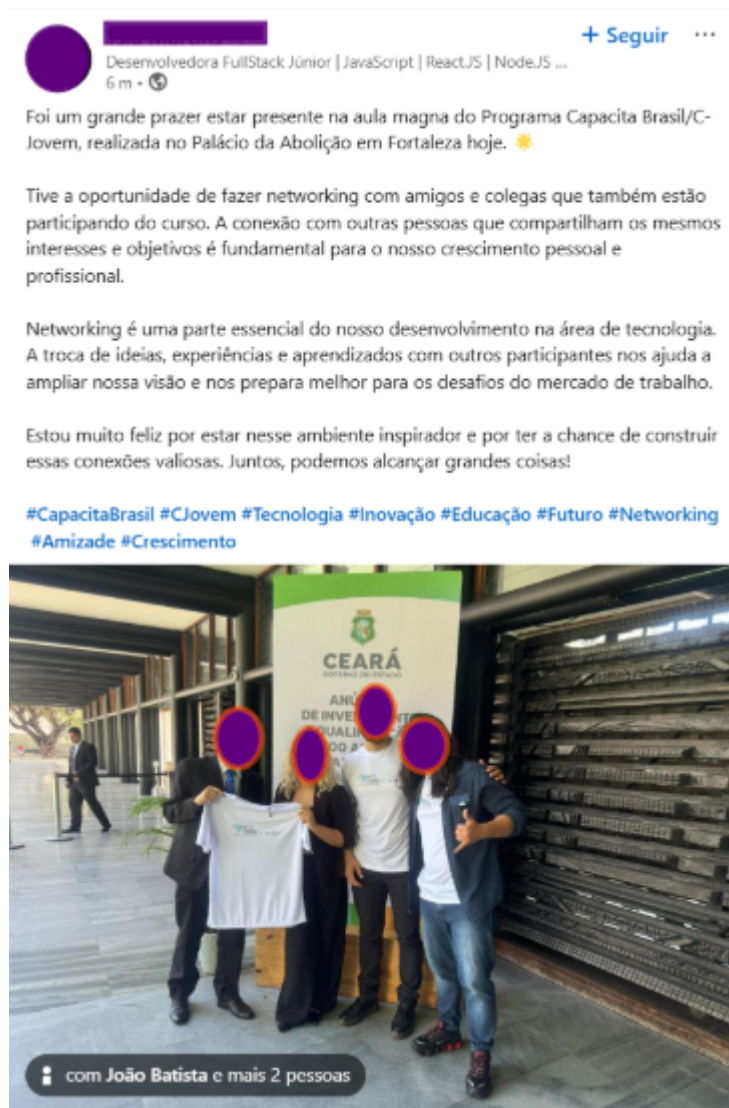 + Seguir ...
Desenvolvedora FullStack Júnior | JavaScript | React.JS | Node.JS ...
6 m •
Foi um grande prazer estar presente na aula magna do Programa Capacita Brasil/C-
Jovem, realizada no Palácio da Abolição em Fortaleza hoje.
Tive a oportunidade de fazer networking com amigos e colegas que também estão
participando do curso. A conexão com outras pessoas que compartilham os mesmos
interesses e objetivos é fundamental para o nosso crescimento pessoal e
profissional.
Networking é uma parte essencial do nosso desenvolvimento na área de tecnologia.
A troca de ideias, experiências e aprendizados com outros participantes nos ajuda a
ampliar nossa visão e nos prepara melhor para os desafios do mercado de trabalho.
Estou muito feliz por estar nesse ambiente inspirador e por ter a chance de construir
essas conexões valiosas. Juntos, podemos alcançar grandes coisas!
#CapacitaBrasil #CJovem #Tecnologia #Inovação #Educação #Futuro #Networking
#Amizade #Crescimento
CEARÁ
GOVERNO DO ESTADO
DE
com João Batista e mais 2 pessoas